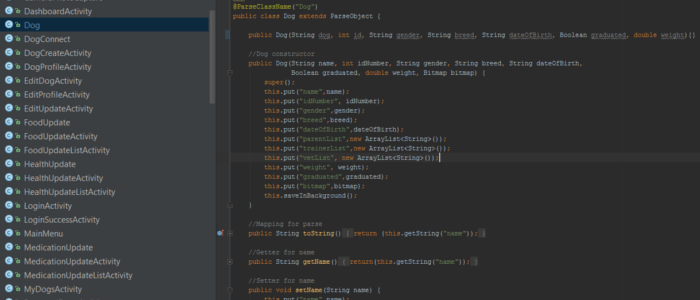 DashboardActivity
Dog
DogConnect
DogCreateActivity
DogProfileActivity
EditDogActivity
EditProfileActivity
EditUpdateActivity
FoodUpdate
FoodUpdateActivity
FoodUpdateListActivity
HealthUpdate
HealthUpdateActivity
HealthUpdateListActivity
LoginActivity
LoginSuccessActivity
MainMenu
MedicationUpdate
MedicationUpdateActivity
MedicationUpdateListActivity
MyDogsActivity
@ParseClassName("Dog")
public class Dog extends ParseObject {
public Dog(String dog, int id, String gender, String breed, String dateOfBirth, Boolean graduated, double weight){}
//Dog constuctor
Dog(String name, int idNumber, String gender, String breed, String dateOfBirth,
Boolean graduated, double weight, Bitmap bitmap) {
super();
this.put("name",name);
this.put("idNumber", idNumber);
this.put("gender",gender);
this.put("breed",breed);
this.put("dateOfBirth",dateOfBirth);
this.put("parentList",new ArrayList<String>());
this.put("trainerList",new ArrayList<String>());
this.put("vetList", new ArrayList<String>());
this.put("weight", weight);
this.put("graduated",graduated);
this.put("bitmap",bitmap);
this.saveInBackground();
}
//Mapping for parse
public String toString() { return (this.getString("name")); }
//Getter for name
public String getName() { return(this.getString("name")); }
//Setter for name
public void setName(String name) {
this.put("name",name);